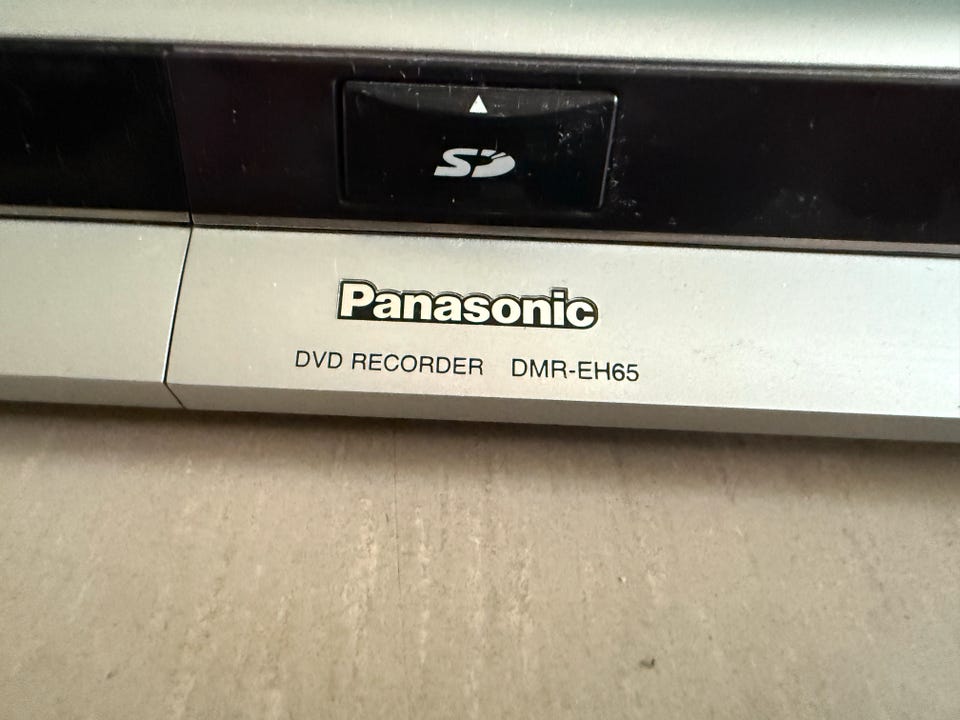 SD
Panasonic
DVD RECORDER DMR-EH65